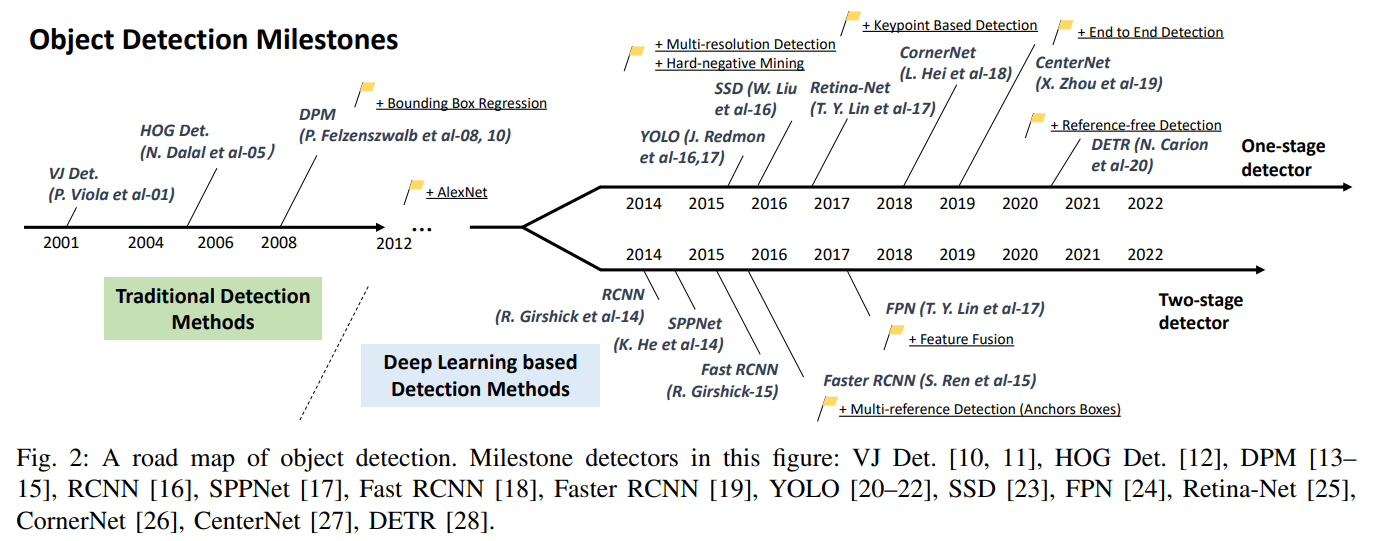 Object Detection Milestones
+ Multi-resolution Detection
+ Hard-negative Mining
+ Keypoint Based Detection
+ End to End Detection
+ Bounding Box Regression
+ AlexNet
+ Reference-free Detection
VJ Det.
(P. Viola et al-01)
HOG Det.
(N. Dalal et al-05)
DPM
(P. Felzenszwalb et al-08, 10)
YOLO (J. Redmon
et al-16,17)
SSD (W. Liu
et al-16)
Retina-Net
(T. Y. Lin et al-17)
CornerNet
(L. Hei et al-18)
CenterNet
(X. Zhou et al-19)
DETR (N. Carion
et al-20)
One-stage
detector
2014 2015 2016 2017 2018 2019 2020 2021 2022
2001 2004 2006 2008 2012 ...
2014 2015 2016 2017 2018 2019 2020 2021 2022
Two-stage
detector
Traditional Detection
Methods
Deep Learning based
Detection Methods
RCNN
(R. Girshick et al-14)
SPPNet
(K. He et al-14)
Fast RCNN
(R. Girshick-15)
Faster RCNN (S. Ren et al-15)
+ Multi-reference Detection (Anchors Boxes)
FPN (T. Y. Lin et al-17)
+ Feature Fusion
Fig. 2: A road map of object detection. Milestone detectors in this figure: VJ Det. [10, 11], HOG Det. [12], DPM [13–
15], RCNN [16], SPPNet [17], Fast RCNN [18], Faster RCNN [19], YOLO [20–22], SSD [23], FPN [24], Retina-Net [25],
CornerNet [26], CenterNet [27], DETR [28].